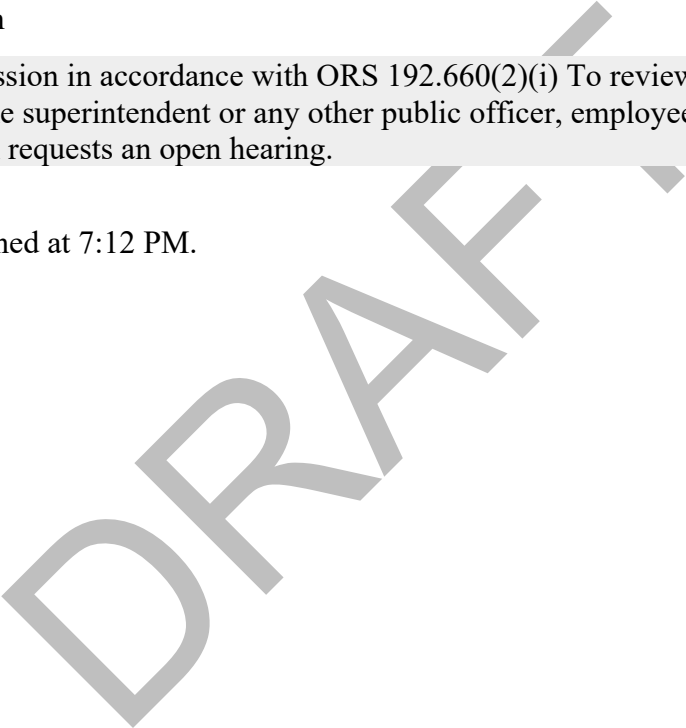 n
ssion in accordance with ORS 192.660(2)(i) To review
e superintendent or any other public officer, employee
requests an open hearing.
ned at 7:12 PM.
DRAFT